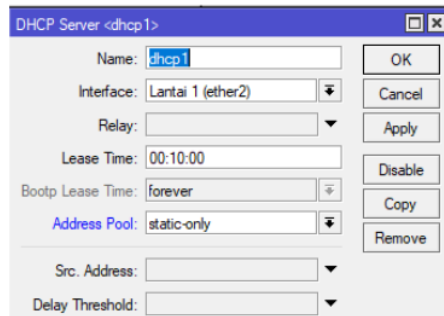 DHCP Server <dhcp1>
Name: dhcp1
OK
Interface: Lantai 1 (ether2)
Cancel
Relay:
Apply
Lease Time: 00:10:00
Disable
Bootp Lease Time: forever
Copy
Address Pool: static-only
Remove
Src. Address:
Delay Threshold: